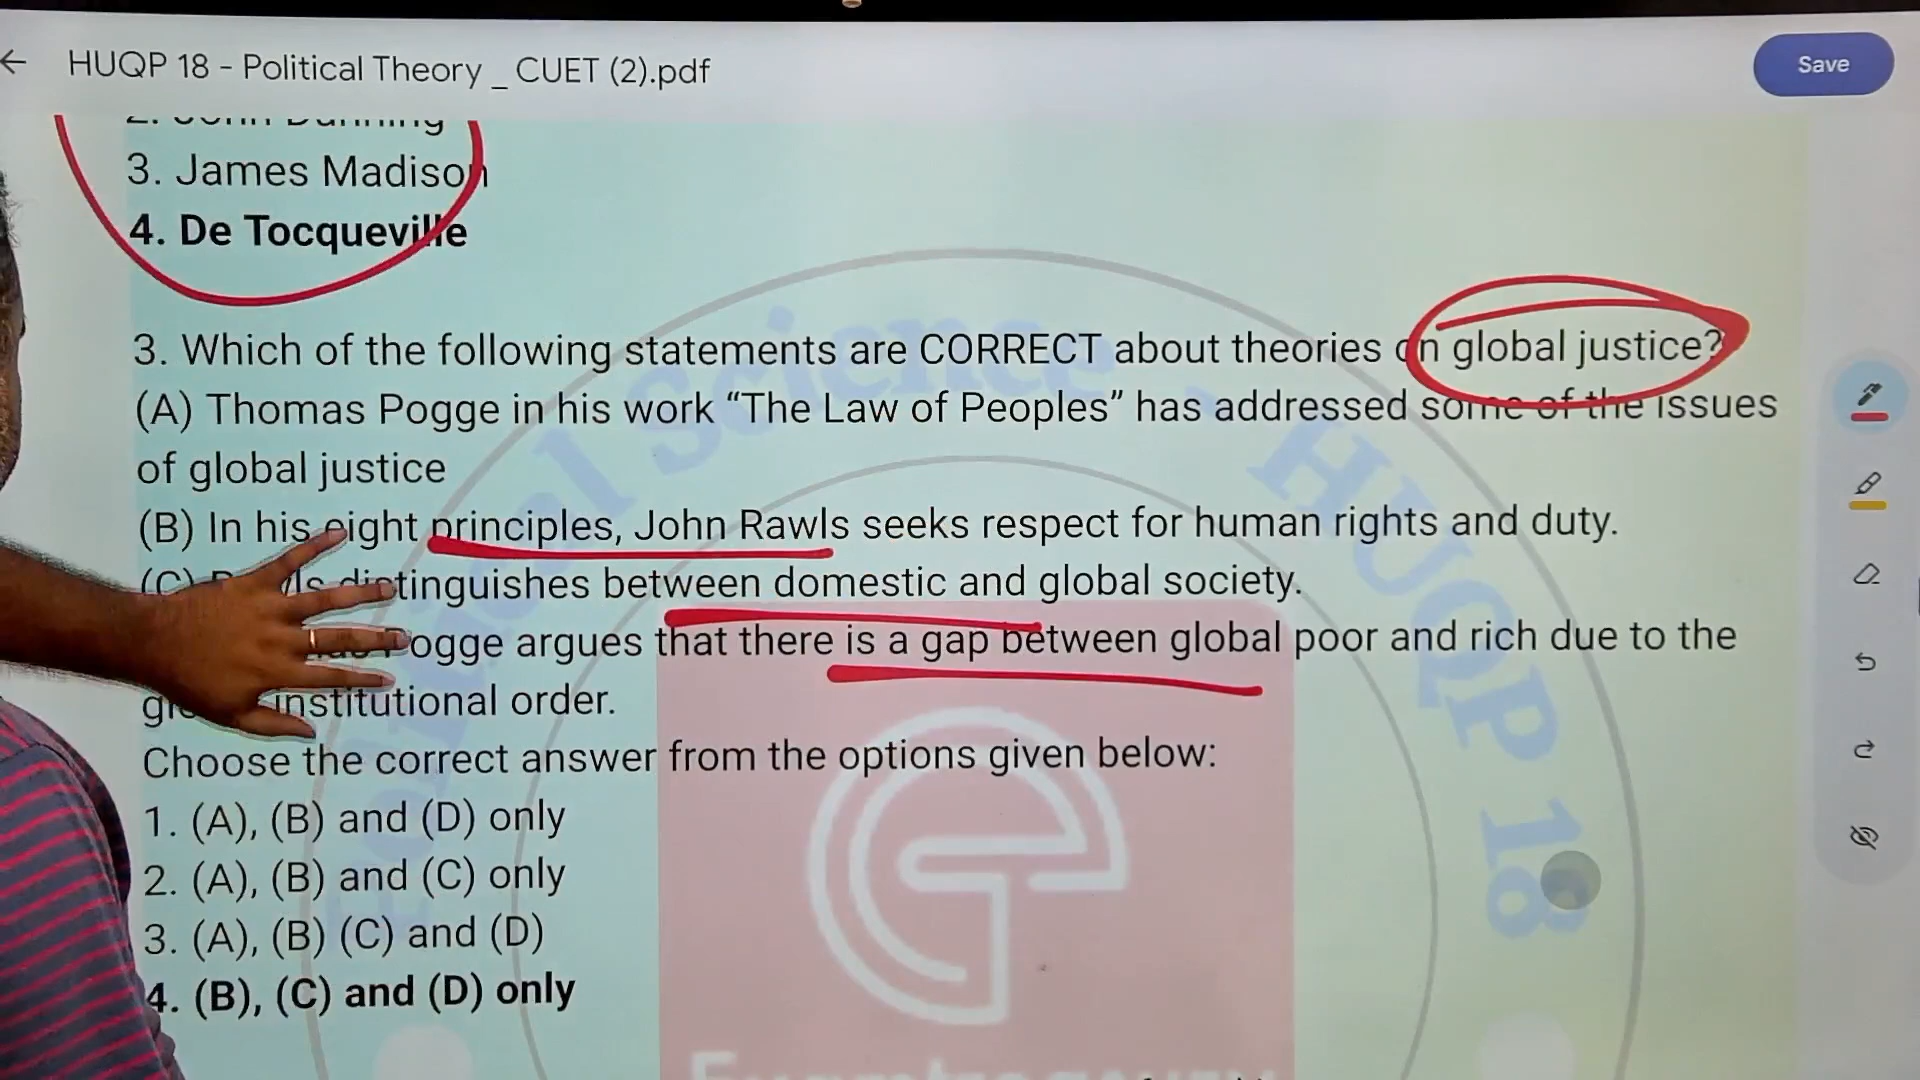 HUQP 18 - Political Theory _ CUET (2).pdf
Save
3. James Madison
4. De Tocqueville
3. Which of the following statements are CORRECT about theories on global justice?
(A) Thomas Pogge in his work “The Law of Peoples” has addressed some of the issues
of global justice
(B) In his eight principles, John Rawls seeks respect for human rights and duty.
(C) distinguishes between domestic and global society.
Pogge argues that there is a gap between global poor and rich due to the
institutional order.
Choose the correct answer from the options given below:
1. (A), (B) and (D) only
2. (A), (B) and (C) only
3. (A), (B) (C) and (D)
4. (B), (C) and (D) only
Political Science HUQP 18